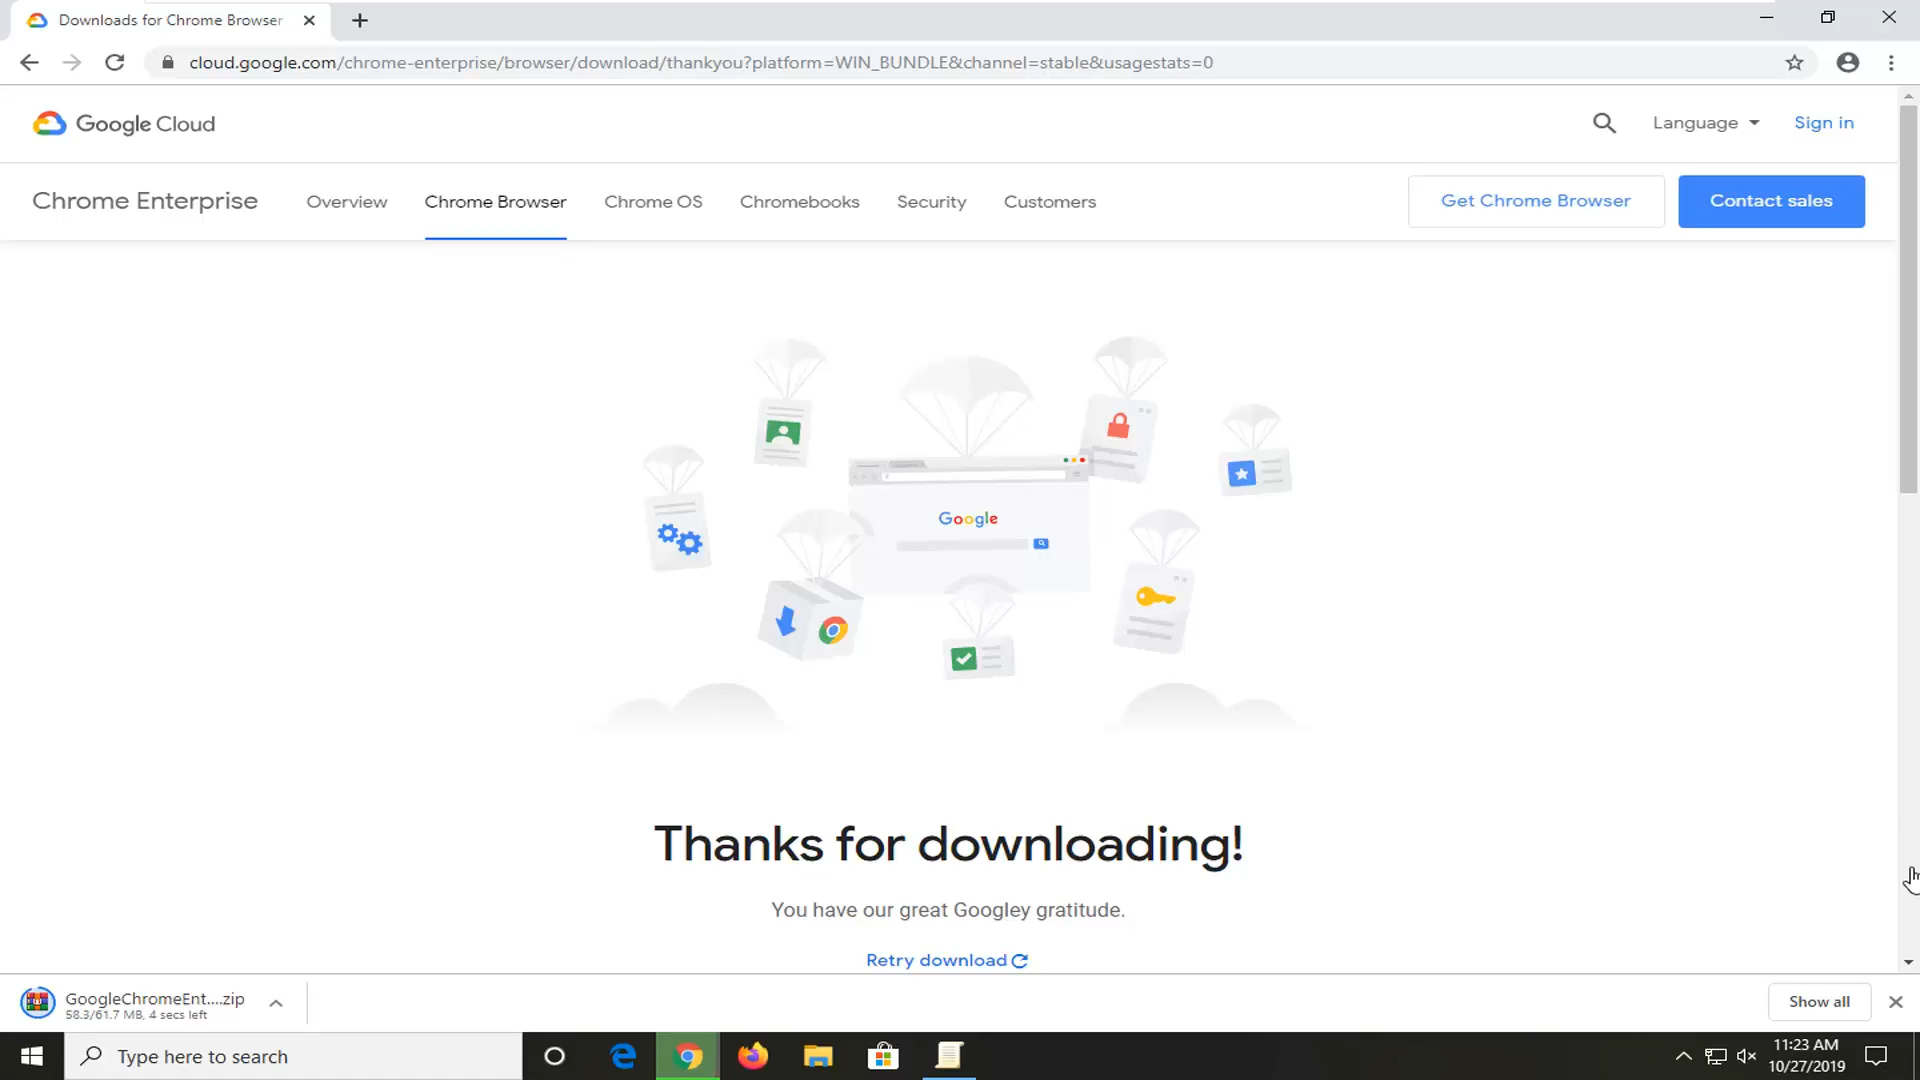 Downloads for Chrome Browser
cloud.google.com/chrome-enterprise/browser/download/thankyou?platform=WIN_BUNDLE&channel=stable&usagestats=0
Google Cloud
Language
Sign in
Chrome Enterprise
Overview
Chrome Browser
Chrome OS
Chromebooks
Security
Customers
Get Chrome Browser
Contact sales
Google
Thanks for downloading!
You have our great Googley gratitude.
Retry download
GoogleChromeEnt....zip
58.3/61.7 MB, 4 secs left
Show all
Type here to search
11:23 AM
10/27/2019